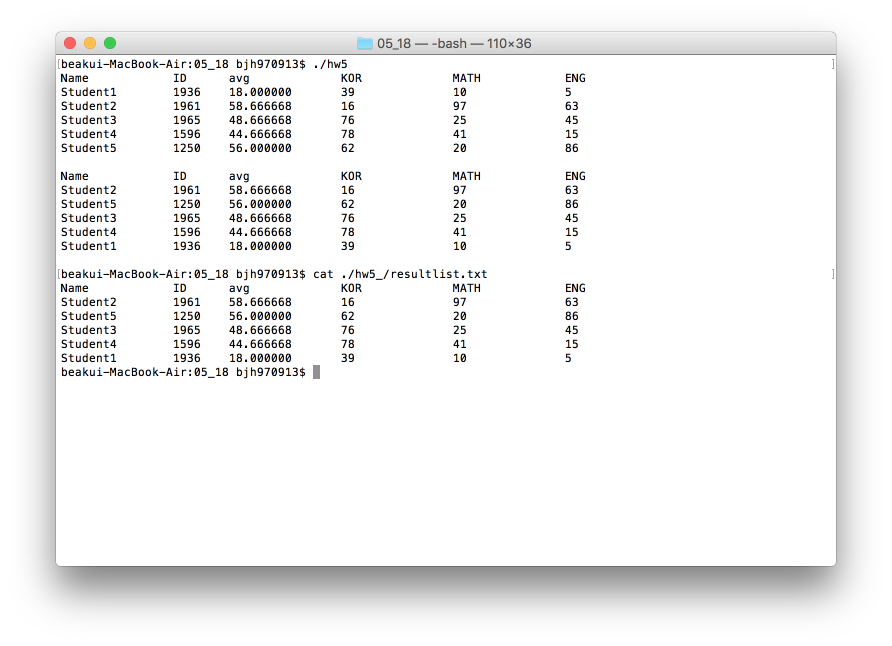 05_18 — -bash — 110×36
[beakui-MacBook-Air:05_18 bjh970913$ ./hw5 ]
Name ID avg KOR MATH ENG
Student1 1936 18.000000 39 10 5
Student2 1961 58.666668 16 97 63
Student3 1965 48.666668 76 25 45
Student4 1596 44.666668 78 41 15
Student5 1250 56.000000 62 20 86
Name ID avg KOR MATH ENG
Student2 1961 58.666668 16 97 63
Student5 1250 56.000000 62 20 86
Student3 1965 48.666668 76 25 45
Student4 1596 44.666668 78 41 15
Student1 1936 18.000000 39 10 5
[beakui-MacBook-Air:05_18 bjh970913$ cat ./hw5_/resultlist.txt ]
Name ID avg KOR MATH ENG
Student2 1961 58.666668 16 97 63
Student5 1250 56.000000 62 20 86
Student3 1965 48.666668 76 25 45
Student4 1596 44.666668 78 41 15
Student1 1936 18.000000 39 10 5
beakui-MacBook-Air:05_18 bjh970913$